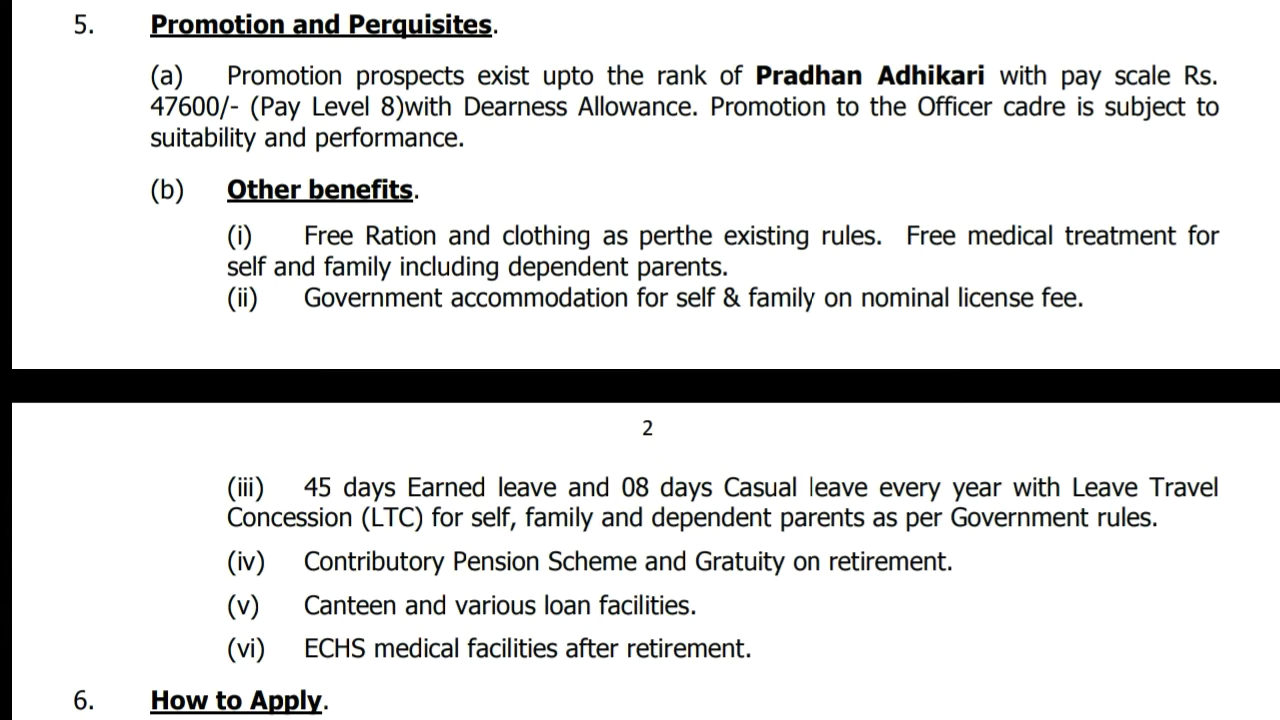 5. Promotion and Perquisites.
(a) Promotion prospects exist upto the rank of Pradhan Adhikari with pay scale Rs.
47600/- (Pay Level 8)with Dearness Allowance. Promotion to the Officer cadre is subject to
suitability and performance.
(b) Other benefits.
(i) Free Ration and clothing as perthe existing rules. Free medical treatment for
self and family including dependent parents.
(ii) Government accommodation for self & family on nominal license fee.
2
(iii) 45 days Earned leave and 08 days Casual leave every year with Leave Travel
Concession (LTC) for self, family and dependent parents as per Government rules.
(iv) Contributory Pension Scheme and Gratuity on retirement.
(v) Canteen and various loan facilities.
(vi) ECHS medical facilities after retirement.
6. How to Apply.